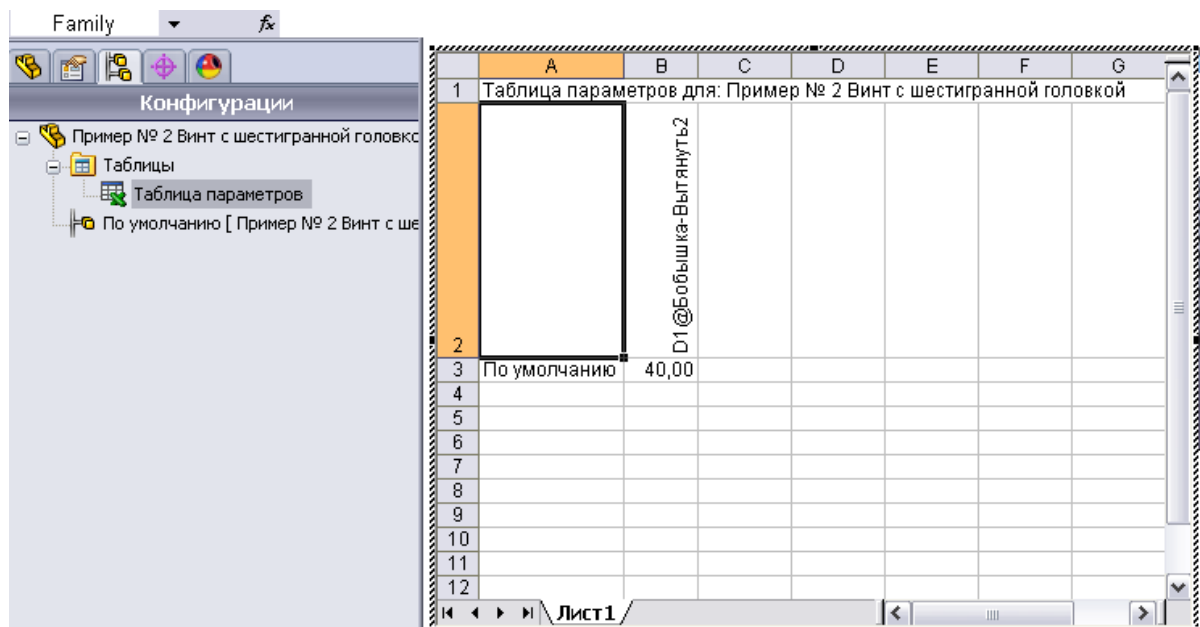 Family
fx
Конфигурации
Пример № 2 Винт с шестигранной головко
Таблицы
Таблица параметров
По умолчанию [ Пример № 2 Винт с ше
A B C D E F G
1 Таблица параметров для: Пример № 2 Винт с шестигранной головкой
2 D1@Бобышка-Вытянуть2
3 По умолчанию 40,00
4
5
6
7
8
9
10
11
12
Лист1